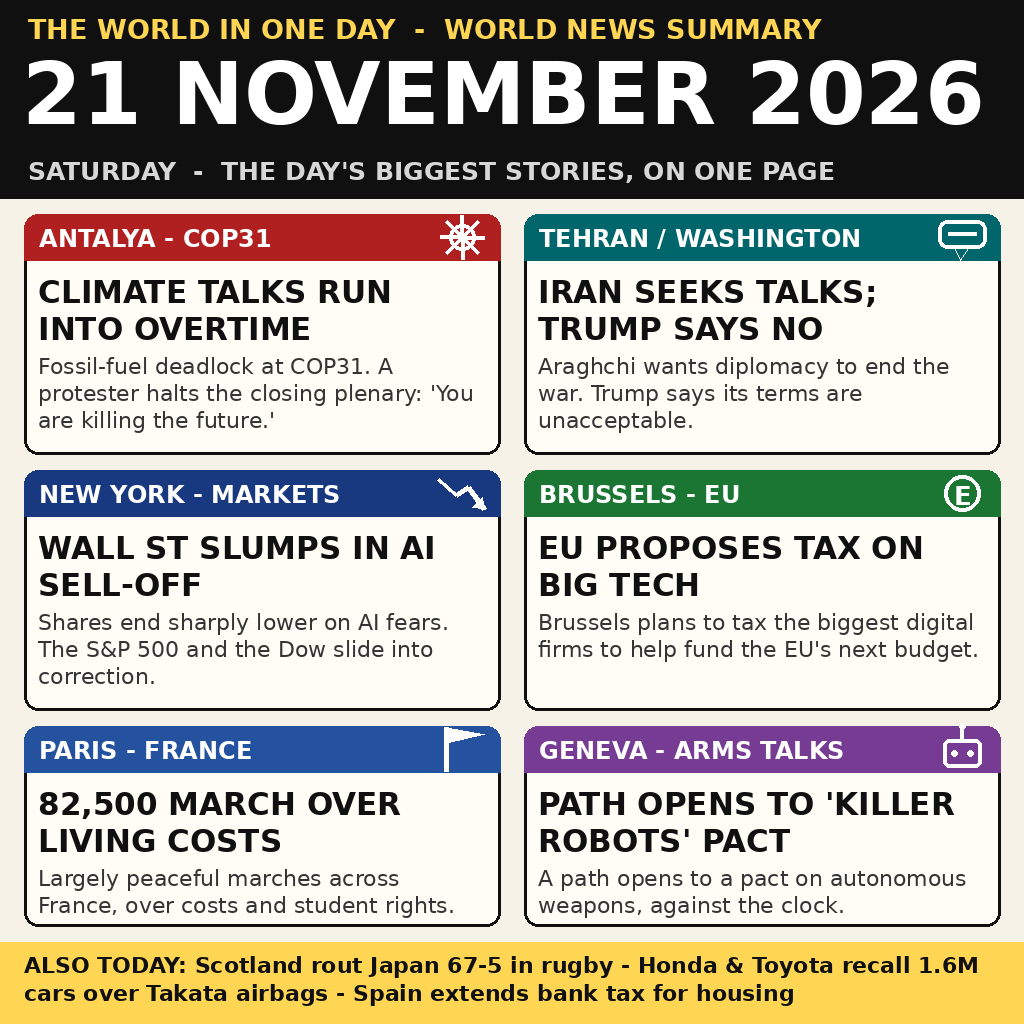 THE WORLD IN ONE DAY - WORLD NEWS SUMMARY
21 NOVEMBER 2026
SATURDAY - THE DAY'S BIGGEST STORIES, ON ONE PAGE
ANTALYA - COP31
CLIMATE TALKS RUN
INTO OVERTIME
Fossil-fuel deadlock at COP31. A
protester halts the closing plenary: 'You
are killing the future.'
TEHRAN / WASHINGTON
IRAN SEEKS TALKS;
TRUMP SAYS NO
Araghchi wants diplomacy to end the
war. Trump says its terms are
unacceptable.
NEW YORK - MARKETS
WALL ST SLUMPS IN AI
SELL-OFF
Shares end sharply lower on AI fears.
The S&P 500 and the Dow slide into
correction.
BRUSSELS - EU
E
EU PROPOSES TAX ON
BIG TECH
Brussels plans to tax the biggest digital
firms to help fund the EU's next budget.
PARIS - FRANCE
82,500 MARCH OVER
LIVING COSTS
Largely peaceful marches across
France, over costs and student rights.
GENEVA - ARMS TALKS
PATH OPENS TO 'KILLER
ROBOTS' PACT
A path opens to a pact on autonomous
weapons, against the clock.
ALSO TODAY: Scotland rout Japan 67-5 in rugby - Honda & Toyota recall 1.6M
cars over Takata airbags - Spain extends bank tax for housing